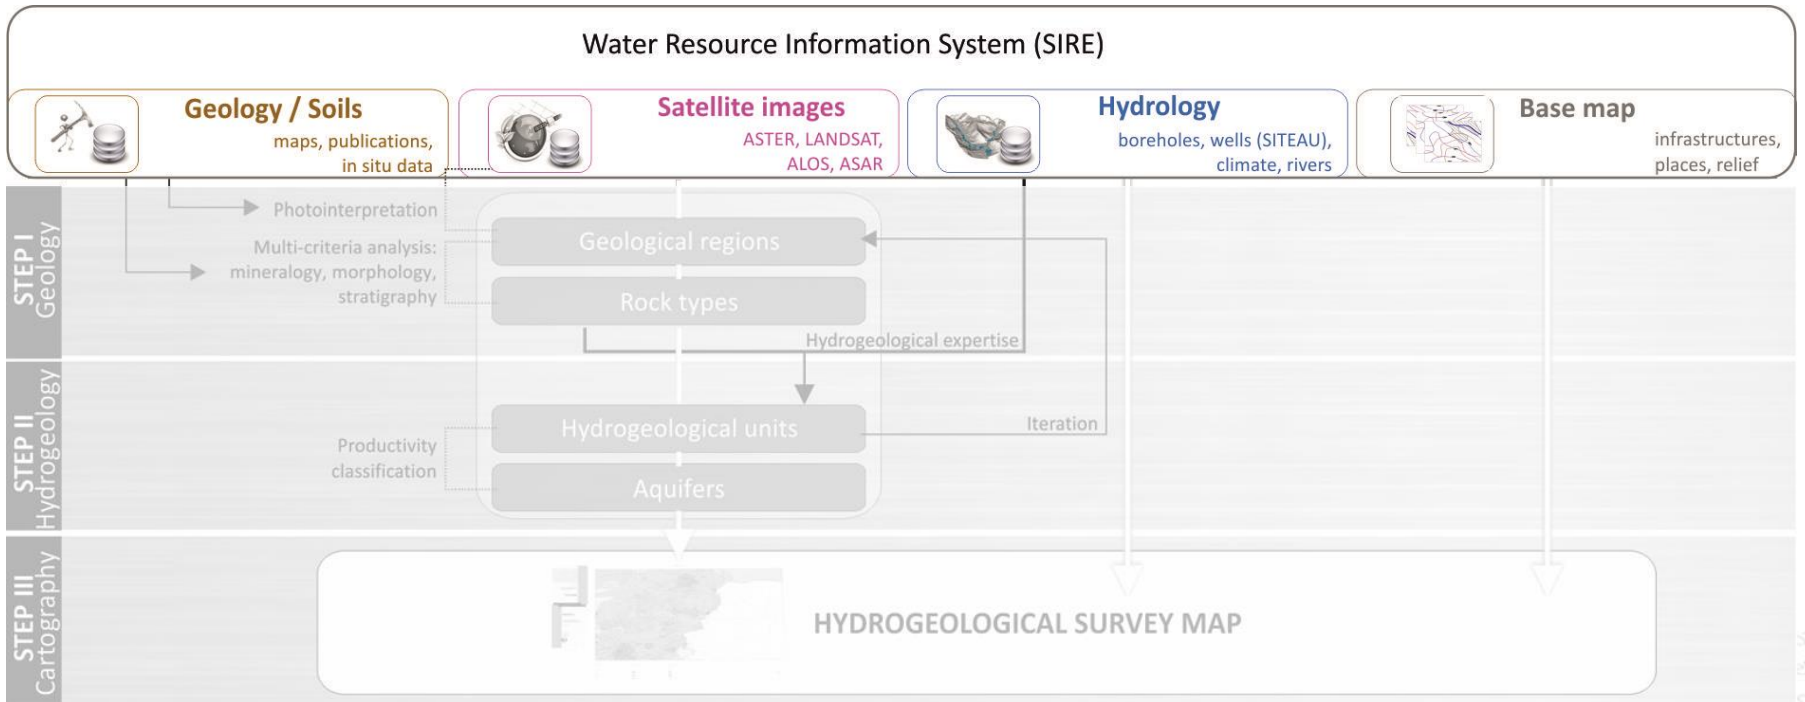 Water Resource Information System (SIRE)
Geology / Soils
maps, publications,
in situ data
Satellite images
ASTER, LANDSAT,
ALOS, ASAR
Hydrology
boreholes, wells (SITEAU),
climate, rivers
Base map
infrastructures,
places, relief
STEP I
Geology
Photointerpretation
Multi-criteria analysis:
mineralogy, morphology,
stratigraphy
Geological regions
Rock types
Hydrogeological expertise
STEP II
Hydrogeology
Productivity
classification
Hydrogeological units
Aquifers
Iteration
STEP III
Cartography
HYDROGEOLOGICAL SURVEY MAP